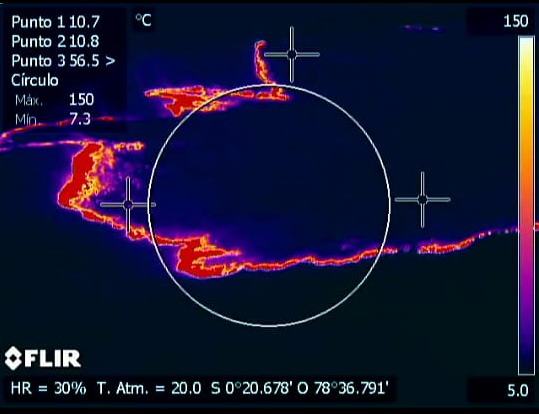 Punto 1 10.7 °C
Punto 2 10.8
Punto 3 56.5 >
Círculo
Máx. 150
Mín. 7.3
150
FLIR
HR = 30% T. Atm. = 20.0 S 0°20.678' O 78°36.791'
5.0